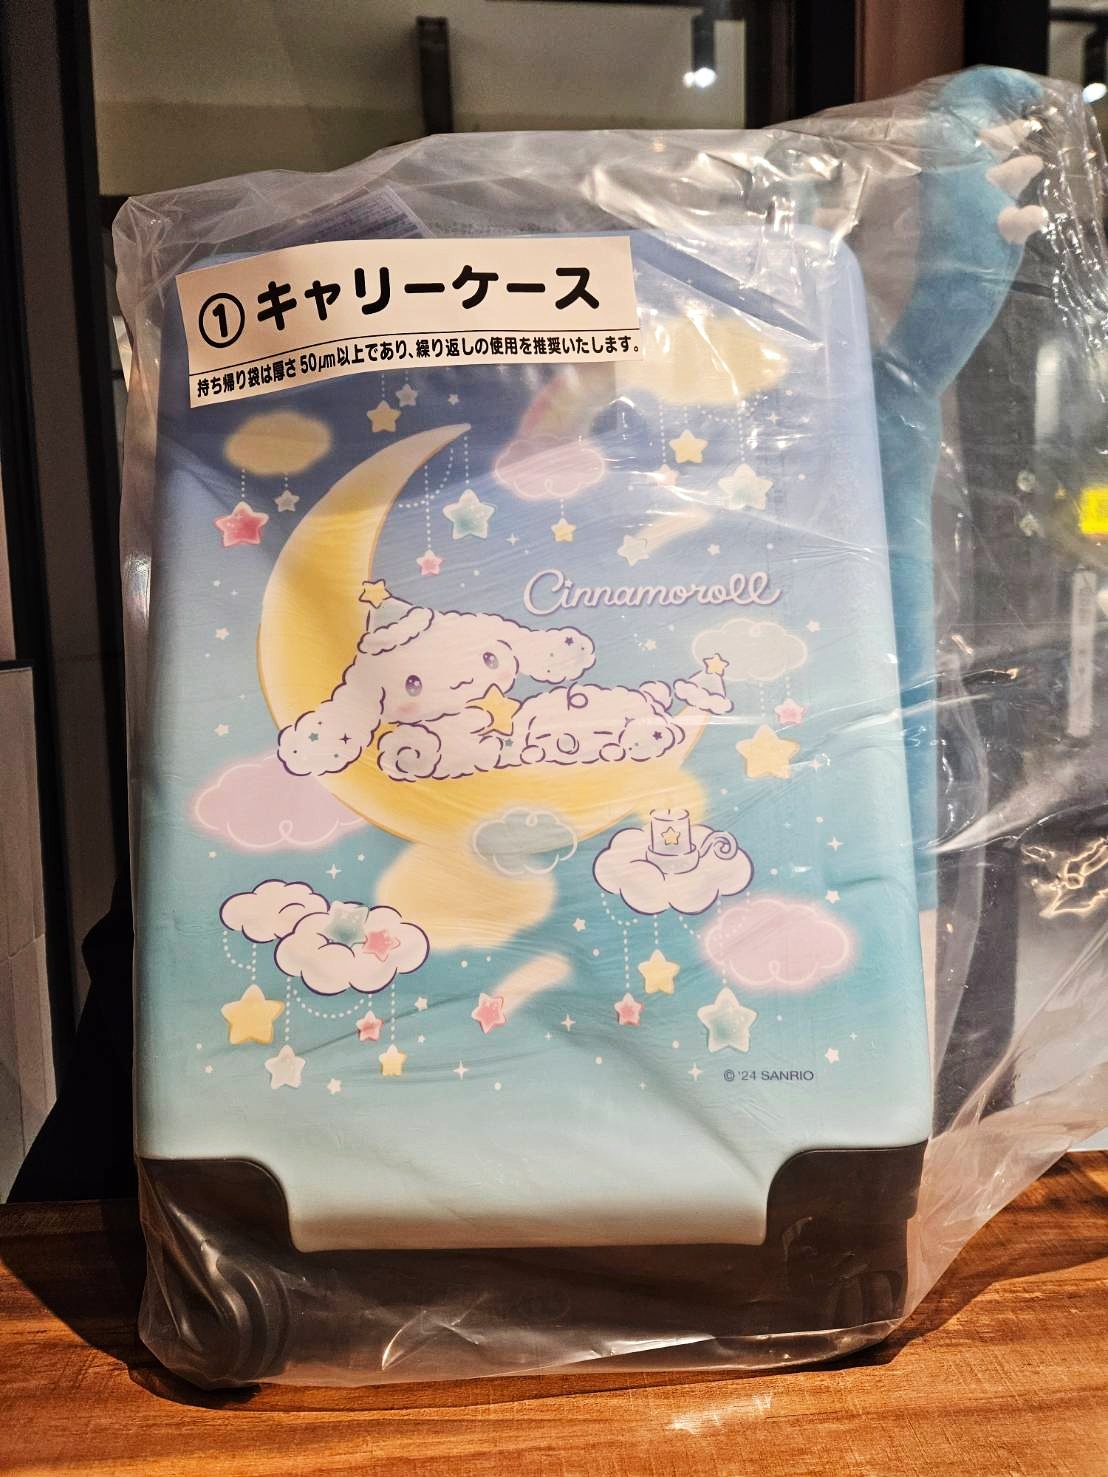 ①キャリーケース
持ち帰り袋は厚さ50μm以上であり、繰り返しの使用を推奨いたします。
Cinnamoroll
© '24 SANRIO